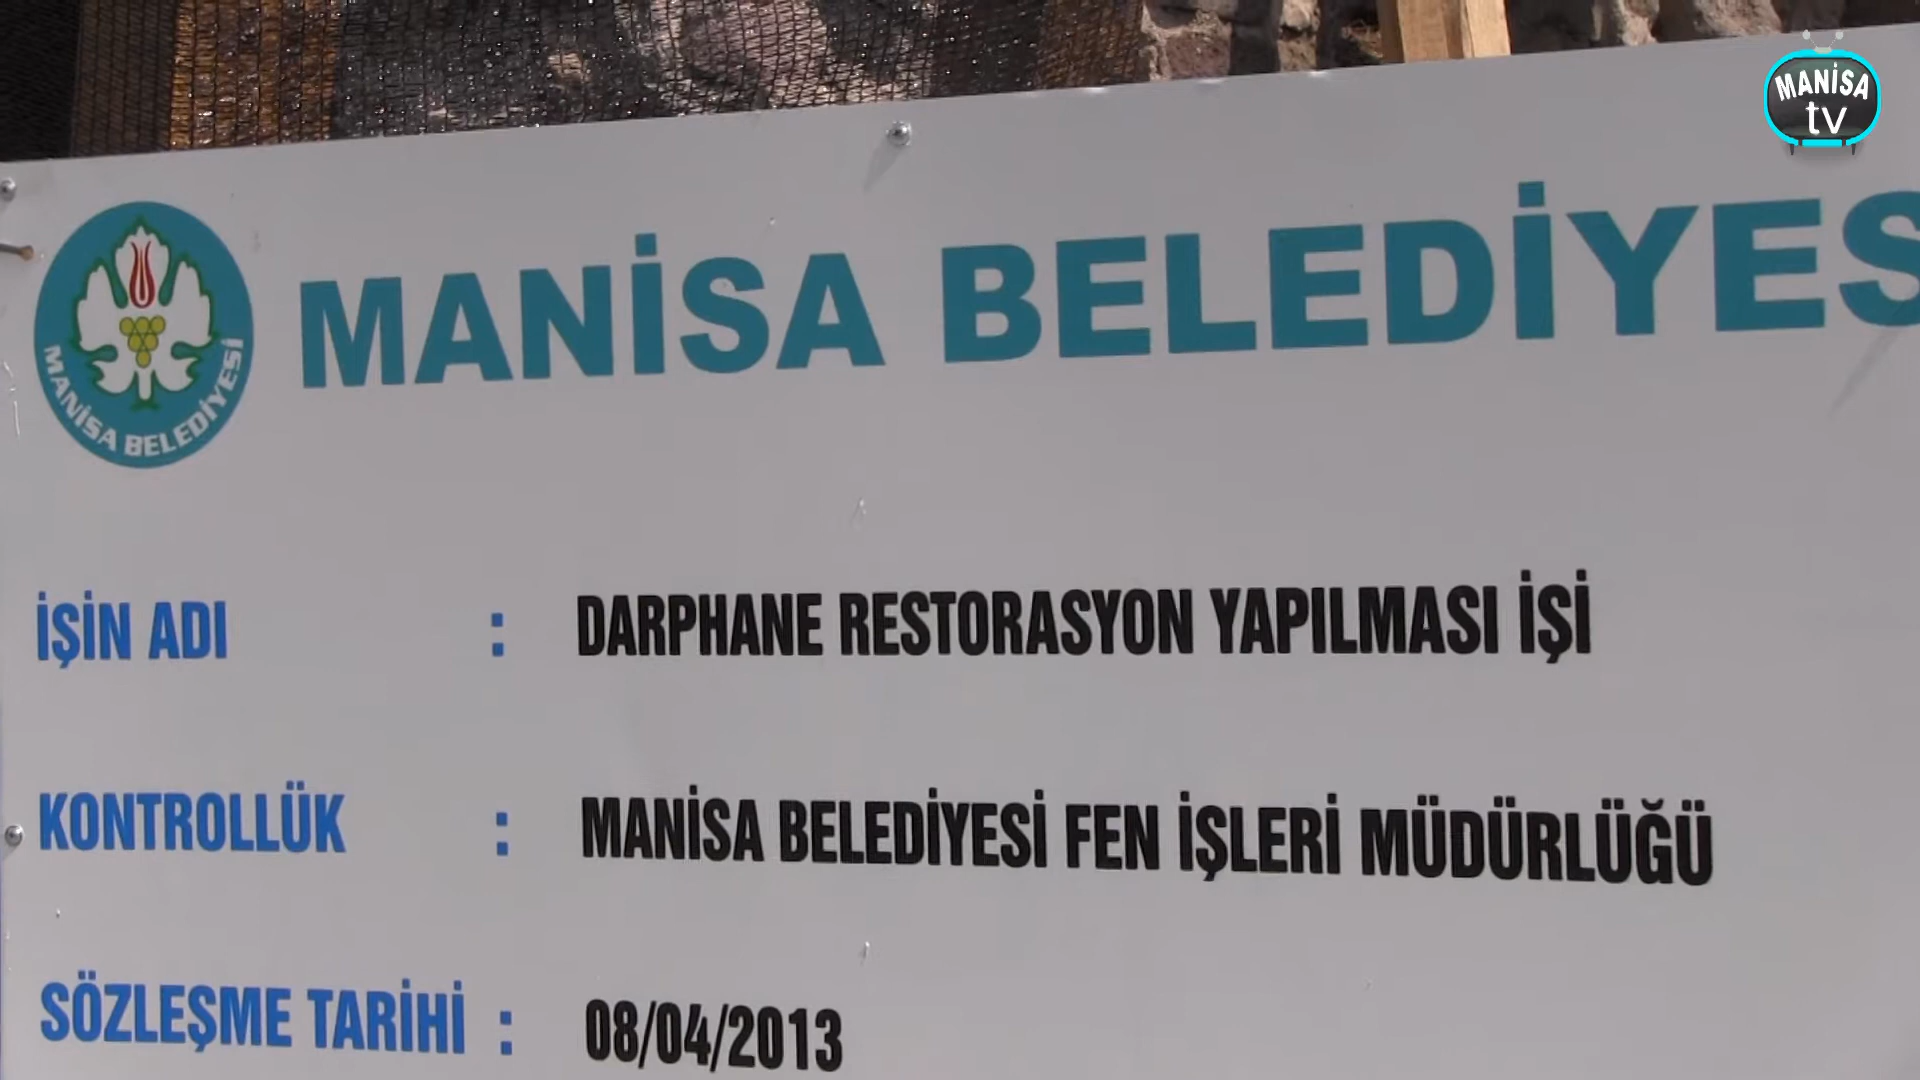 MANİSA
tv
MANİSA BELEDİYES
MANİSA BELEDİYESİ
İŞİN ADI : DARPHANE RESTORASYON YAPILMASI İŞİ
KONTROLLÜK : MANİSA BELEDİYESİ FEN İŞLERİ MÜDÜRLÜĞÜ
SÖZLEŞME TARİHİ : 08/04/2013